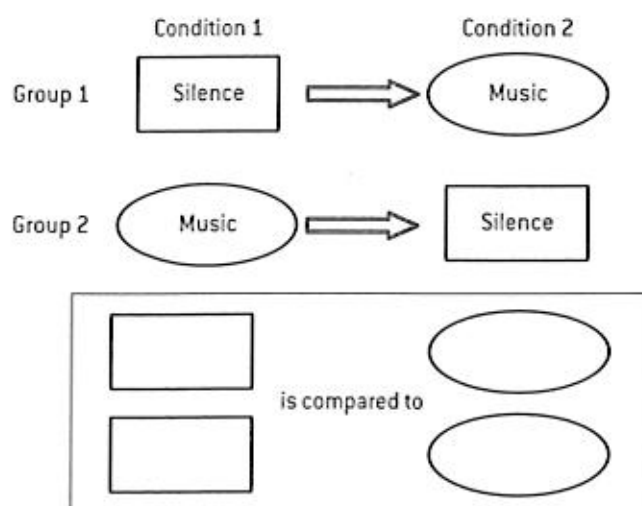 Condition 1 Condition 2
Group 1 Silence Music
Group 2 Music Silence
is compared to